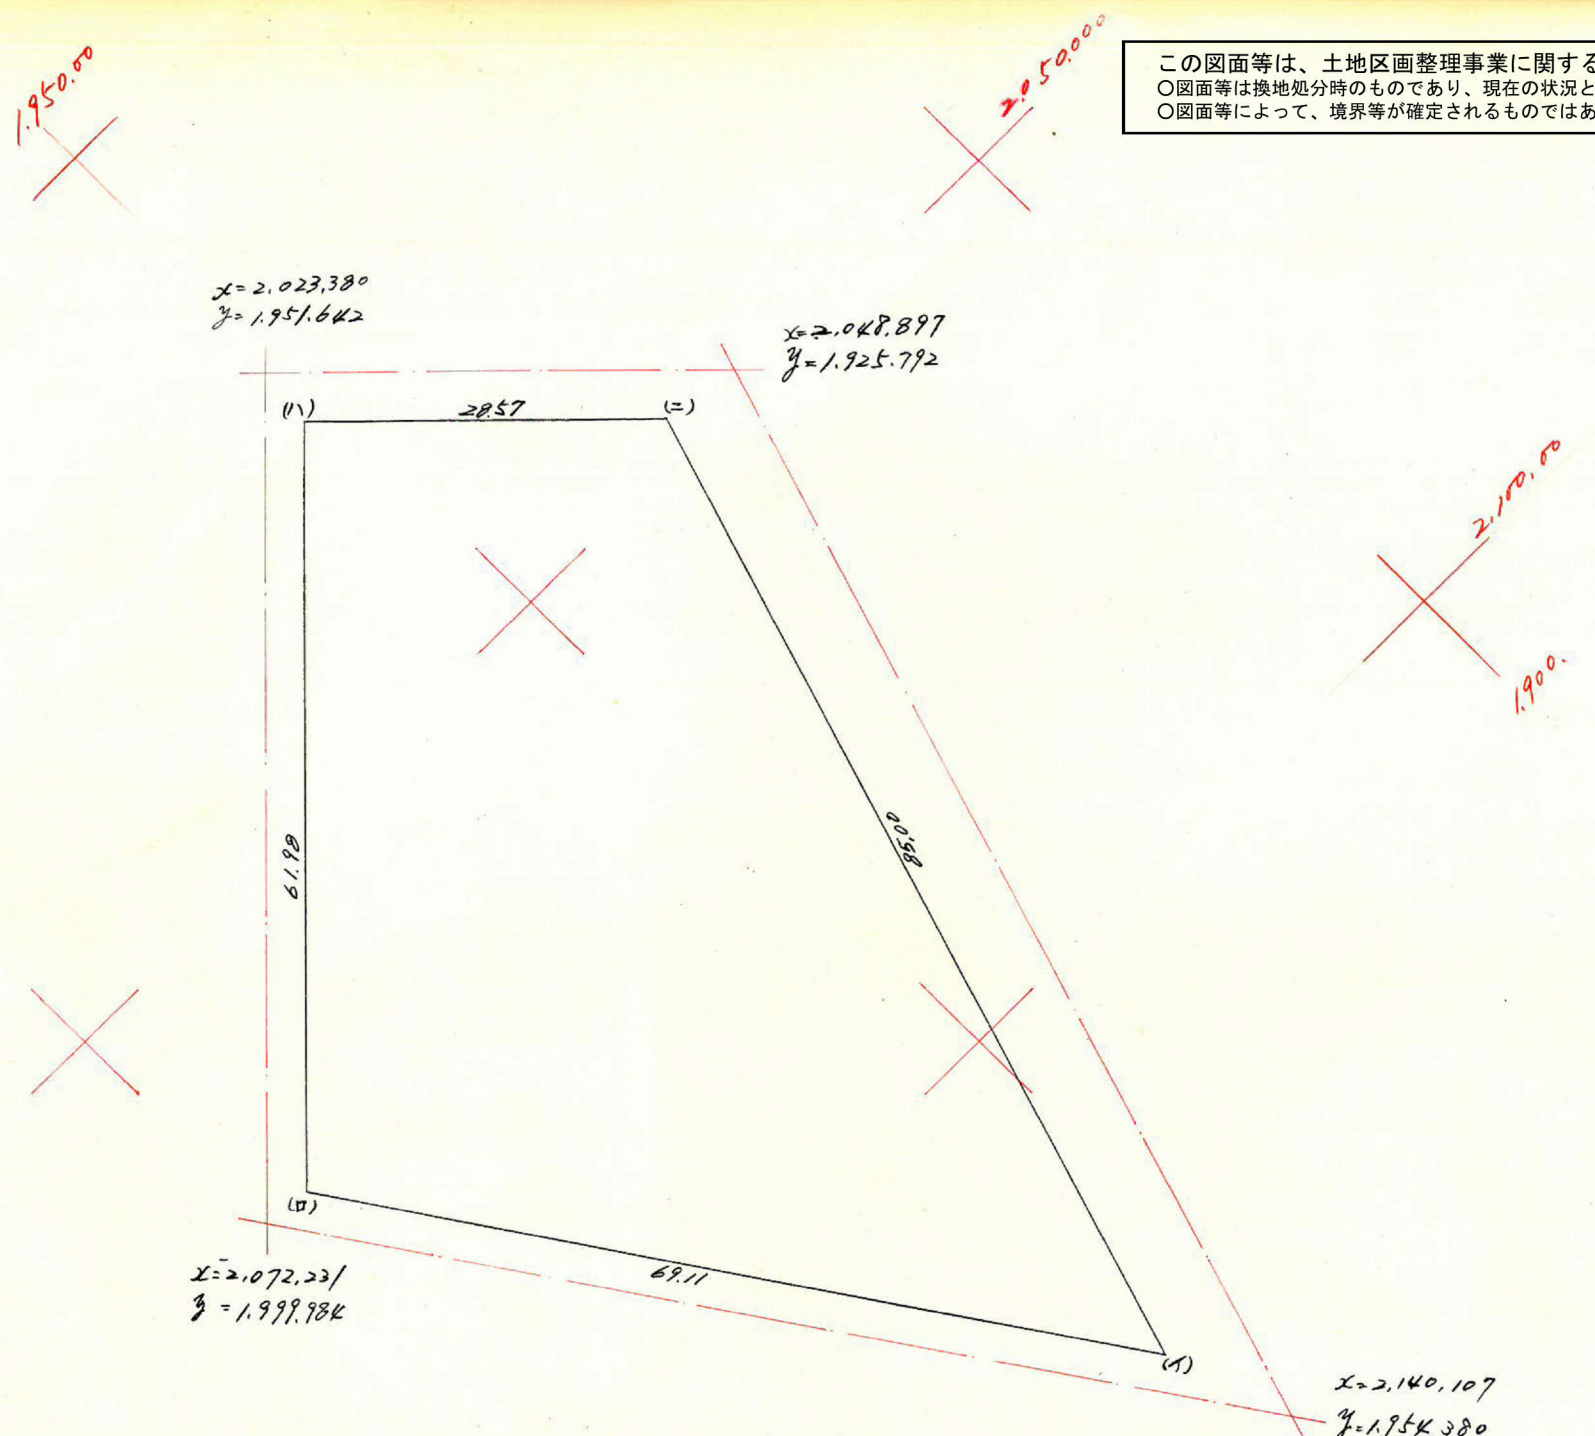 1.950.00
2.050.000
この図面等は、土地区画整理事業に関する
○図面等は換地処分時のものであり、現在の状況と
○図面等によって、境界等が確定されるものではあ
x=2.023.380
y=1.951.642
x=2.048.897
y=1.925.792
(ハ)
28.57
(ニ)
2.100.00
1.900.
85.00
61.98
(ロ)
x=2,072,231
y=1.999.984
69.11
(イ)
x=2,140,107
y=1.954.380